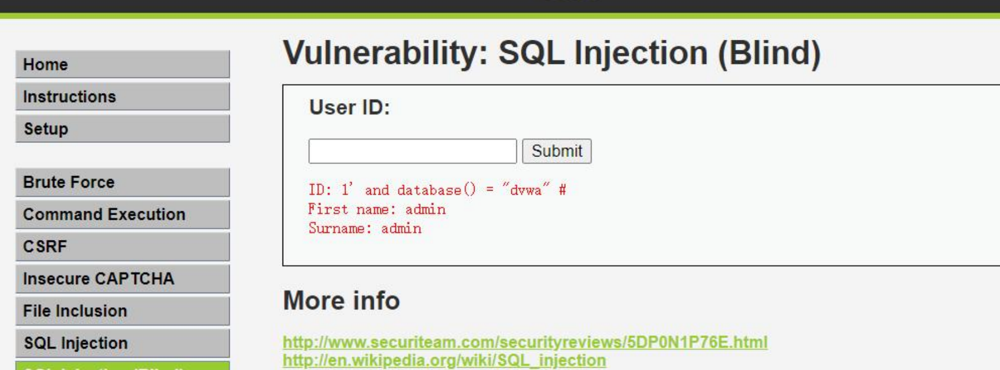 Vulnerability: SQL Injection (Blind)
Home
Instructions
Setup
Brute Force
Command Execution
CSRF
Insecure CAPTCHA
File Inclusion
SQL Injection
User ID:
Submit
ID: 1' and database() = "dvwa" #
First name: admin
Surname: admin
More info
http://www.securiteam.com/securityreviews/5DP0N1P76E.html
http://en.wikipedia.org/wiki/SQL_injection